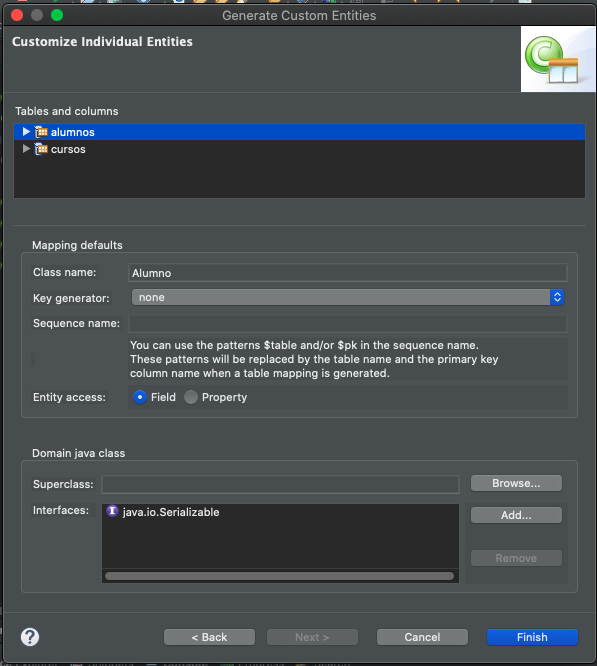 Generate Custom Entities
Customize Individual Entities
C
Tables and columns
alumnos
cursos
Mapping defaults
Class name:
Alumno
Key generator:
none
Sequence name:
You can use the patterns $table and/or $pk in the sequence name.
These patterns will be replaced by the table name and the primary key
column name when a table mapping is generated.
Entity access:
Field
Property
Domain java class
Superclass:
Browse...
Interfaces:
I
java.io.Serializable
Add...
Remove
?
< Back
Next >
Cancel
Finish